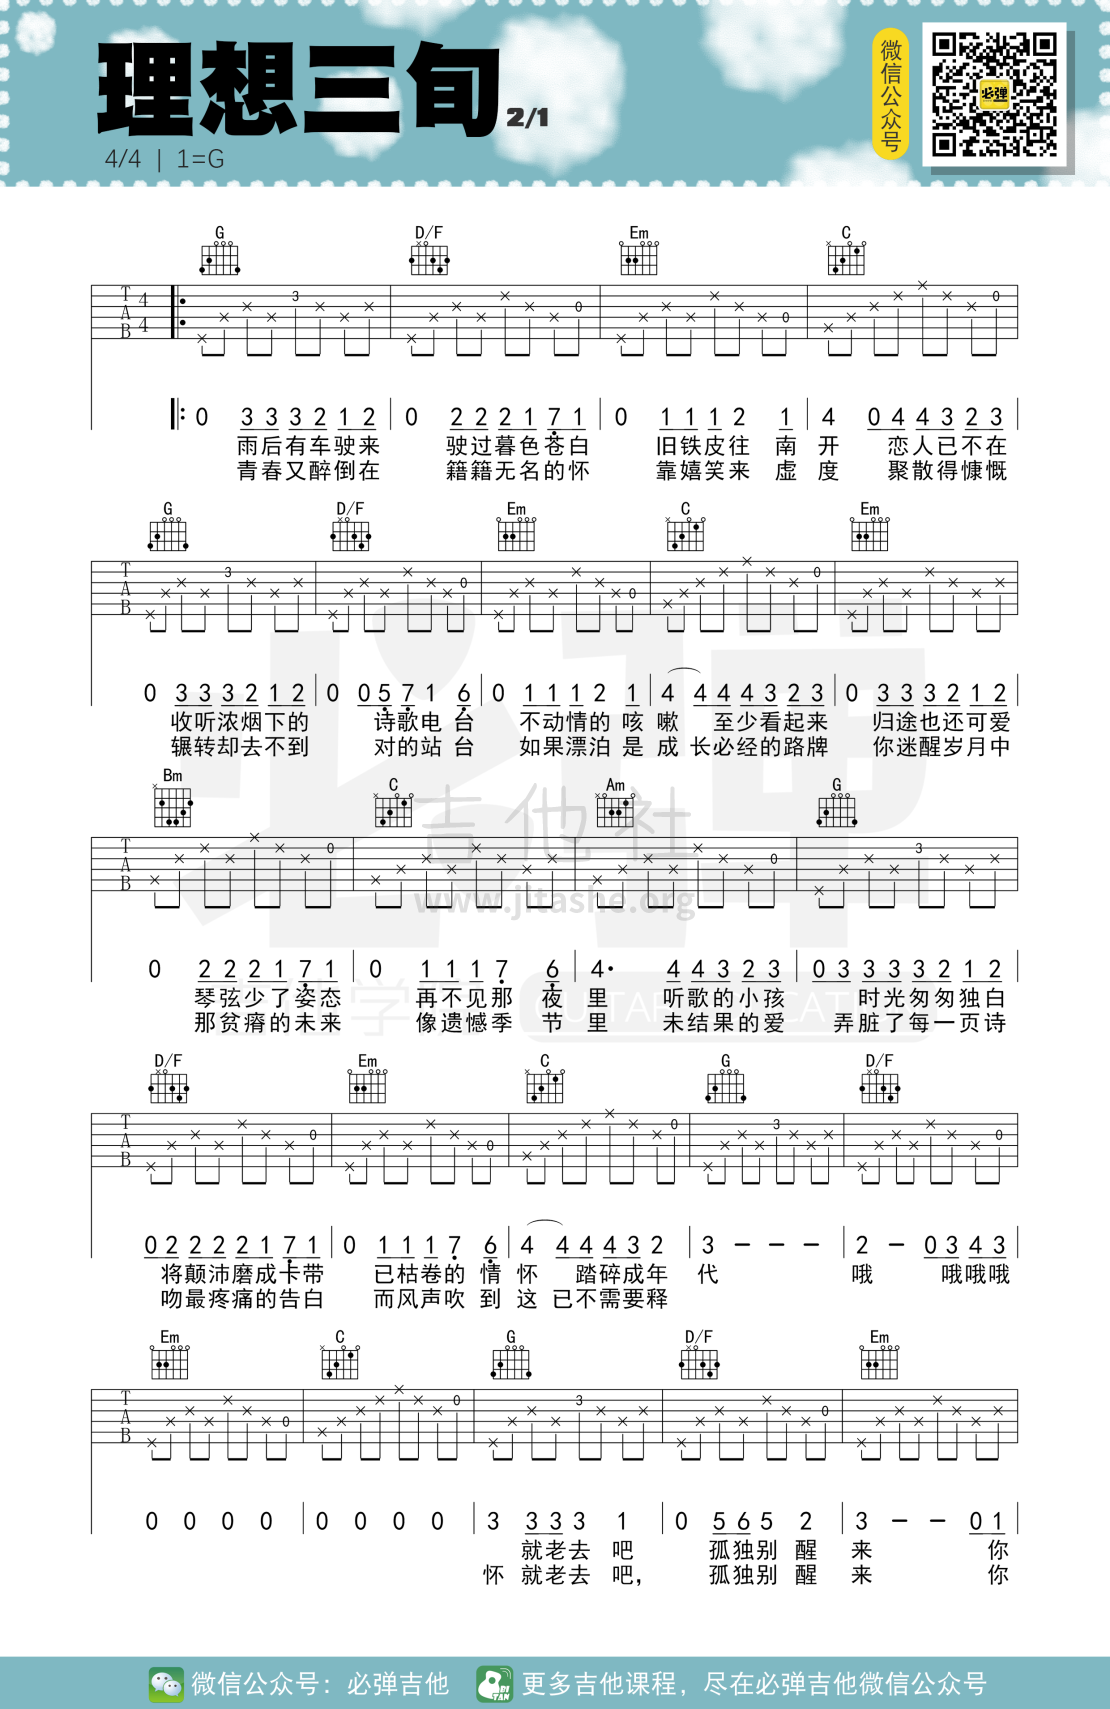 理想三旬 2/1
4/4 | 1=G
微信公众号
必弹
G D/F Em C
T A B 4 4 3 0 0 0
0 3 3 3 2 1 2 | 0 2 2 2 1 7 1 | 0 1 1 1 2 1 | 4 0 4 4 3 2 3 |
雨后有车驶来 驶过暮色苍白 旧铁皮往 南 开 恋人已不在
青春又醉倒在 籍籍无名的怀 靠嬉笑来 虚 度 聚散得慷慨
G D/F Em C Em
T A B 3 0 0 0
0 3 3 3 2 1 2 | 0 0 5 7 1 6 | 0 1 1 1 2 1 | 4 4 4 4 3 2 3 | 0 3 3 3 2 1 2 |
收听浓烟下的 诗歌电 台 不动情的 咳 嗽 至少看起来 归途也还可爱
辗转却去不到 对的站 台 如果漂泊 是 成 长必经的路牌 你迷醒岁月中
Bm C Am G
T A B 0 0 3
吉他社
www.jitashe.org
0 2 2 2 1 7 1 | 0 1 1 1 7 6 | 4· 4 4 3 2 3 | 0 3 3 3 3 2 1 2 |
琴弦少了姿态 再不见那 夜 里 听歌的小孩 时光匆匆独白
那贫瘠的未来 像遗憾季 节 里 未结果的爱 弄脏了每一页诗
D/F Em C G D/F
T A B 0 0 0 3 0
0 2 2 2 2 1 7 1 | 0 1 1 1 7 6 | 4 4 4 4 3 2 | 3 − − − | 2 − 0 3 4 3 |
将颠沛磨成卡带 已枯卷的 情 怀 踏碎成年 代 哦 哦哦哦
吻最疼痛的告白 而风声吹 到 这 已不需要释
Em C G D/F Em
T A B 0 0 3 0
0 0 0 0 | 0 0 0 0 | 3 3 3 3 1 | 0 5 6 5 2 | 3 − − 0 1 |
就老去 吧 孤独别 醒 来 你
怀 就老去 吧, 孤独别 醒 来 你
微信公众号：必弹吉他 更多吉他课程，尽在必弹吉他微信公众号